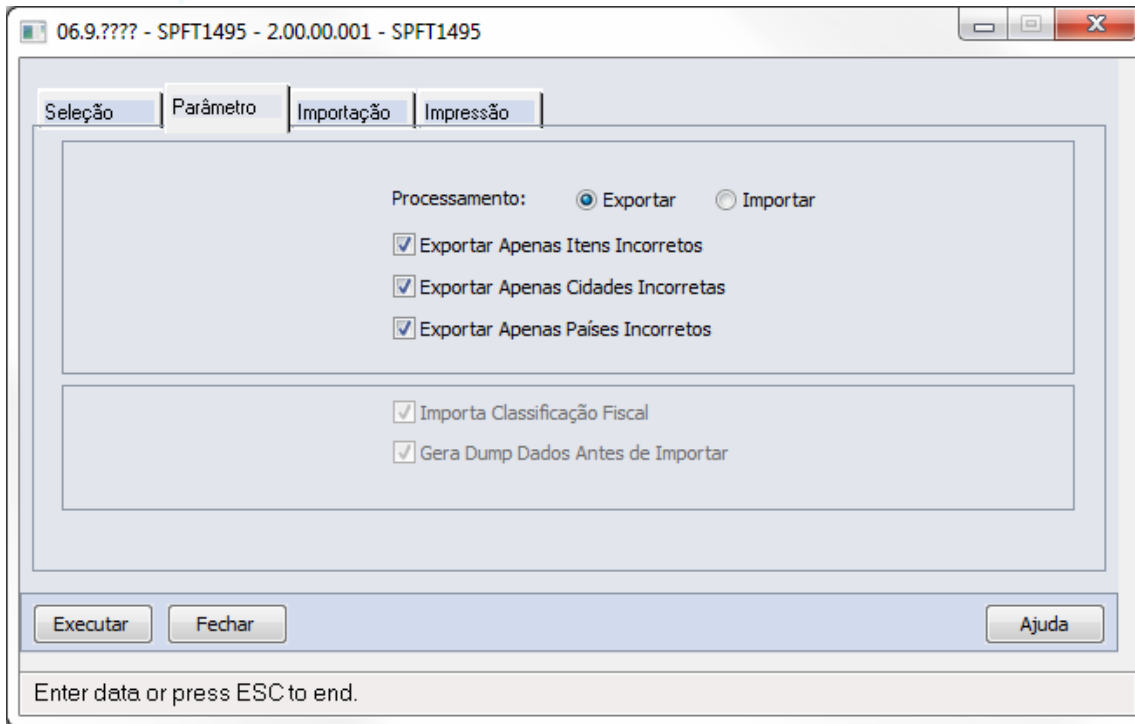 06.9.???? - SPFT1495 - 2.00.00.001 - SPFT1495
Seleção Parâmetro Importação Impressão
Processamento: Exportar Importar
Exportar Apenas Itens Incorretos
Exportar Apenas Cidades Incorretas
Exportar Apenas Países Incorretos
Importa Classificação Fiscal
Gera Dump Dados Antes de Importar
Executar Fechar Ajuda
Enter data or press ESC to end.